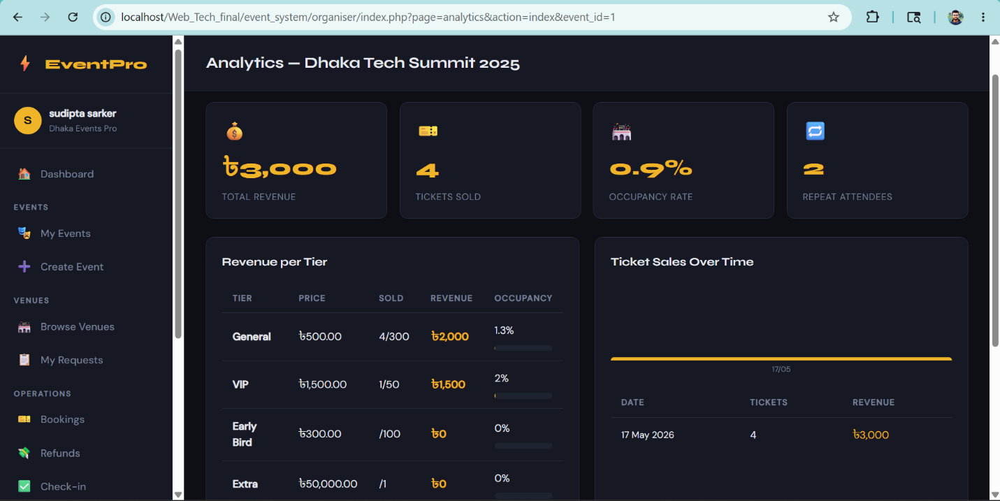 localhost/Web_Tech_final/event_system/organiser/index.php?page=analytics&action=index&event_id=1
EventPro
S
sudipta sarker
Dhaka Events Pro
Dashboard
EVENTS
My Events
Create Event
VENUES
Browse Venues
My Requests
OPERATIONS
Bookings
Refunds
Check-in
Analytics — Dhaka Tech Summit 2025
৳3,000
TOTAL REVENUE
4
TICKETS SOLD
0.9%
OCCUPANCY RATE
2
REPEAT ATTENDEES
Revenue per Tier
TIER PRICE SOLD REVENUE OCCUPANCY
General ৳500.00 4/300 ৳2,000 1.3%
VIP ৳1,500.00 1/50 ৳1,500 2%
Early Bird ৳300.00 /100 ৳0 0%
Extra ৳50,000.00 /1 ৳0 0%
Ticket Sales Over Time
17/05
DATE TICKETS REVENUE
17 May 2026 4 ৳3,000